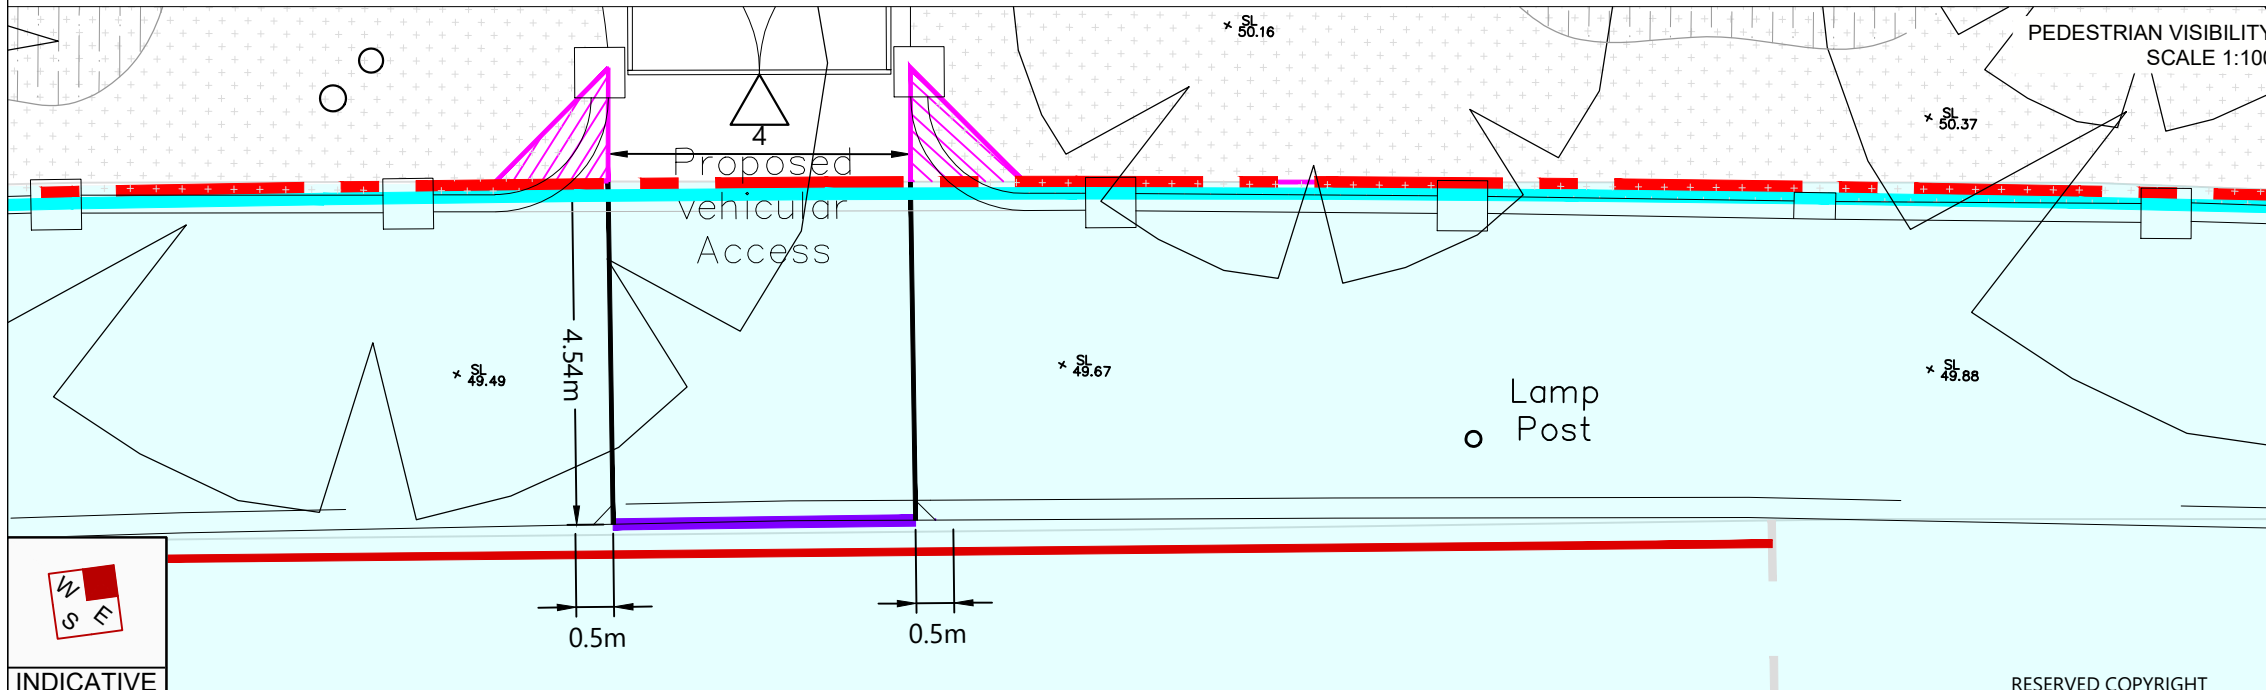 SL
50.16
PEDESTRIAN VISIBILITY
SCALE 1:100
SL
50.37
4
Proposed
Vehicular
Access
4.54m
SL
49.49
SL
49.67
SL
49.88
Lamp
Post
W
S
E
0.5m
0.5m
INDICATIVE
RESERVED COPYRIGHT